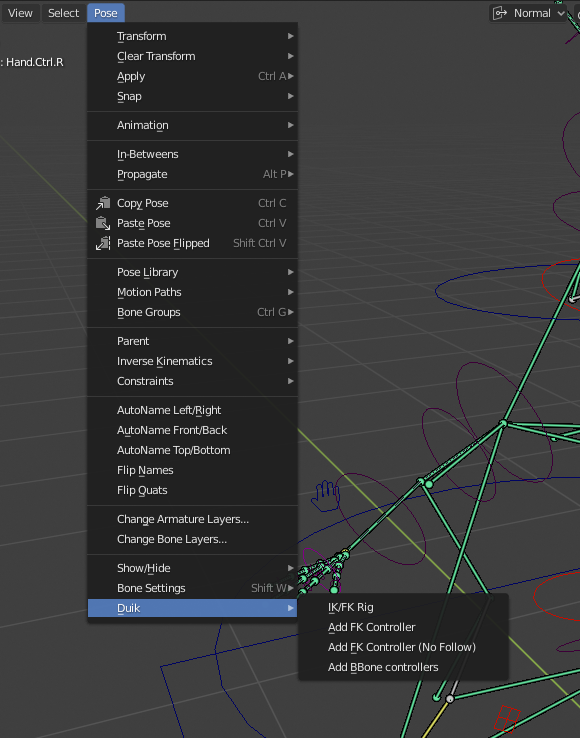 View Select Pose Normal
: Hand.Ctrl.R
Transform
Clear Transform
Apply Ctrl A
Snap
Animation
In-Betweens
Propagate Alt P
Copy Pose Ctrl C
Paste Pose Ctrl V
Paste Pose Flipped Shift Ctrl V
Pose Library
Motion Paths
Bone Groups Ctrl G
Parent
Inverse Kinematics
Constraints
AutoName Left/Right
AutoName Front/Back
AutoName Top/Bottom
Flip Names
Flip Quats
Change Armature Layers...
Change Bone Layers...
Show/Hide
Bone Settings Shift W
Duik
IK/FK Rig
Add FK Controller
Add FK Controller (No Follow)
Add BBone controllers